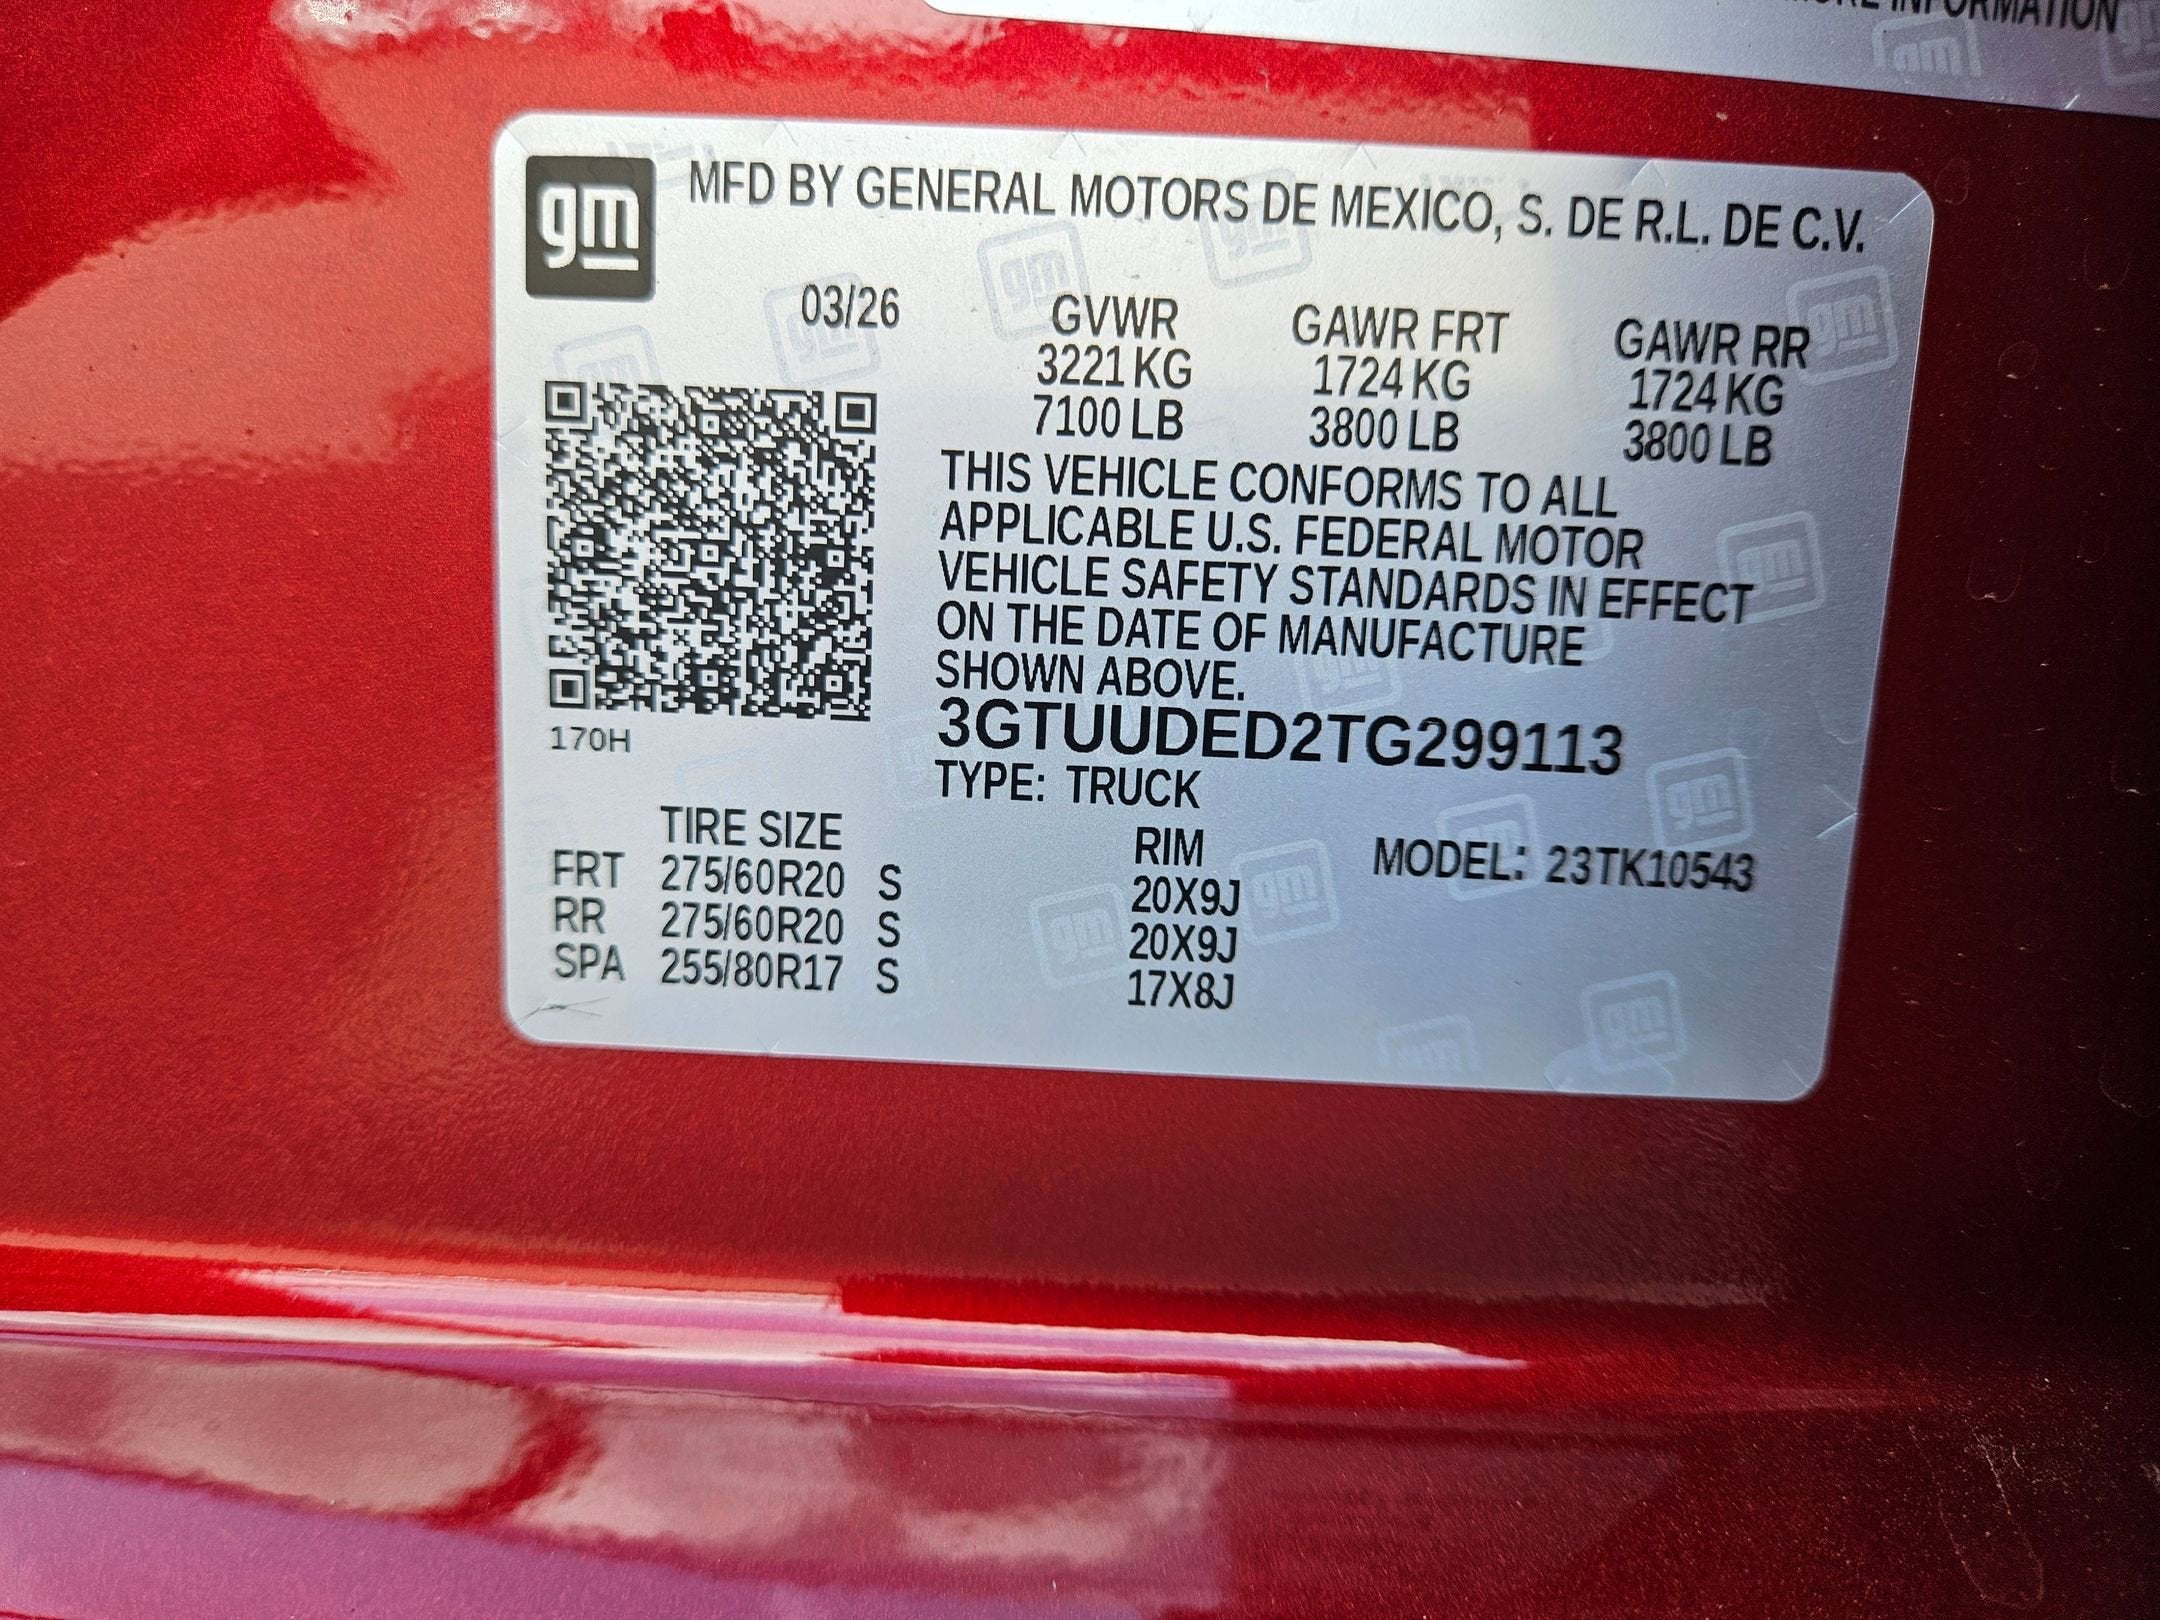 MORE INFORMATION
gm MFD BY GENERAL MOTORS DE MEXICO, S. DE R.L. DE C.V.
03/26 GVWR GAWR FRT GAWR RR
3221 KG 1724 KG 1724 KG
7100 LB 3800 LB 3800 LB
THIS VEHICLE CONFORMS TO ALL
APPLICABLE U.S. FEDERAL MOTOR
VEHICLE SAFETY STANDARDS IN EFFECT
ON THE DATE OF MANUFACTURE
SHOWN ABOVE.
170H
3GTUUDED2TG299113
TYPE: TRUCK
TIRE SIZE RIM MODEL: 23TK10543
FRT 275/60R20 S 20X9J
RR 275/60R20 S 20X9J
SPA 255/80R17 S 17X8J